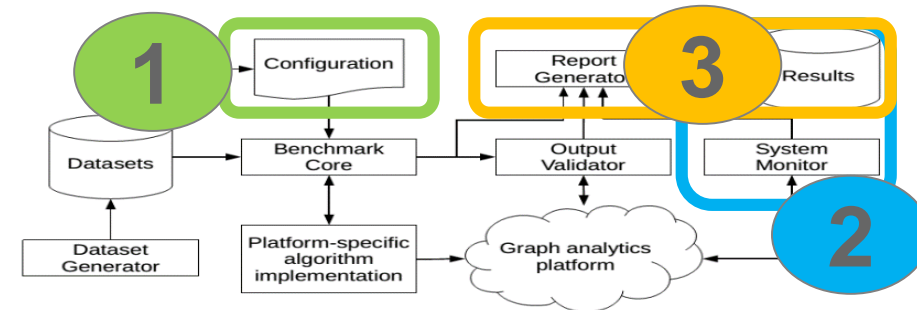 1
Configuration
Report
Generato
3
Results
Datasets
Benchmark
Core
Output
Validator
System
Monitor
Dataset
Generator
Platform-specific
algorithm
implementation
Graph analytics
platform
2